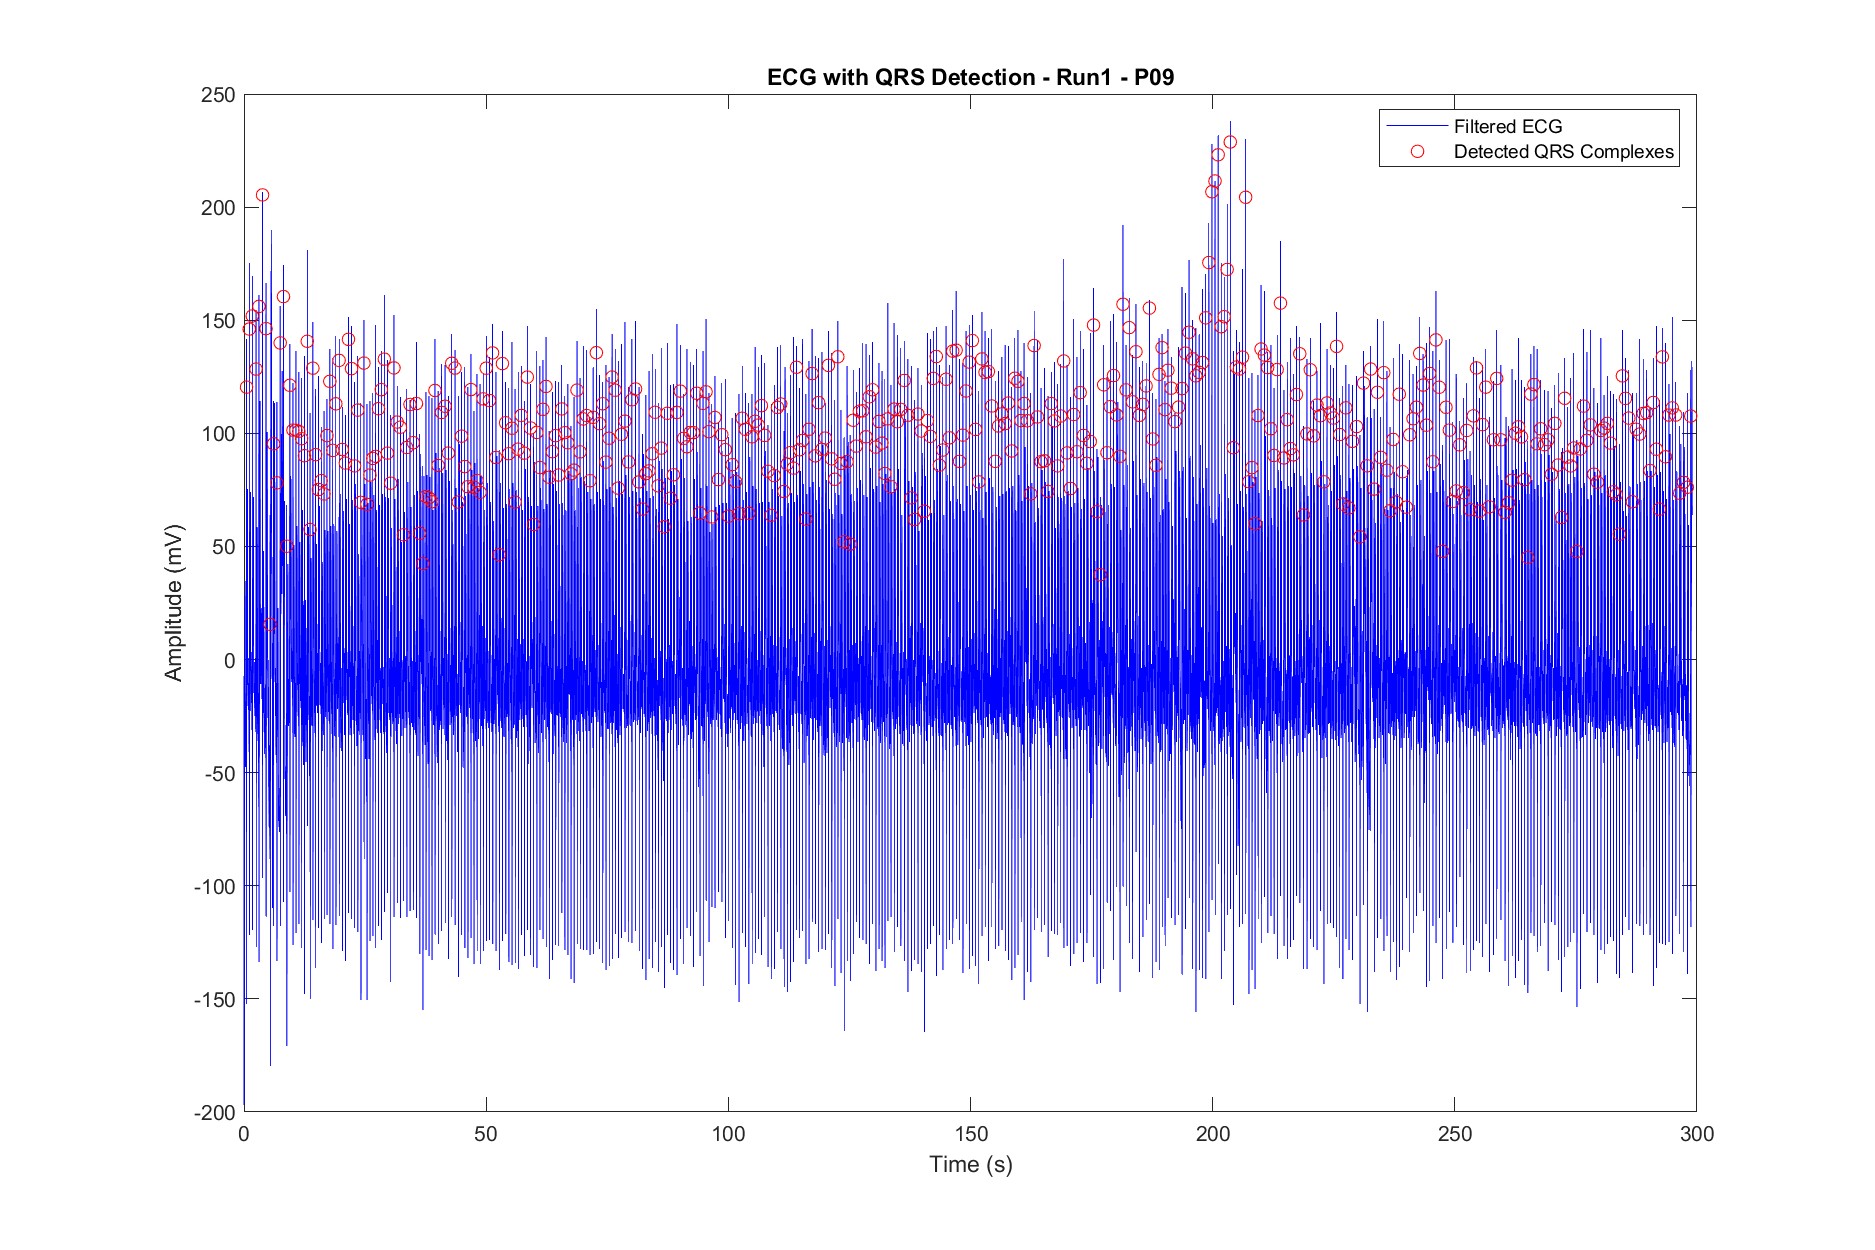 ECG with QRS Detection - Run1 - P09
250
200
150
100
50
0
-50
-100
-150
-200
Amplitude (mV)
Filtered ECG
Detected QRS Complexes
0 50 100 150 200 250 300
Time (s)